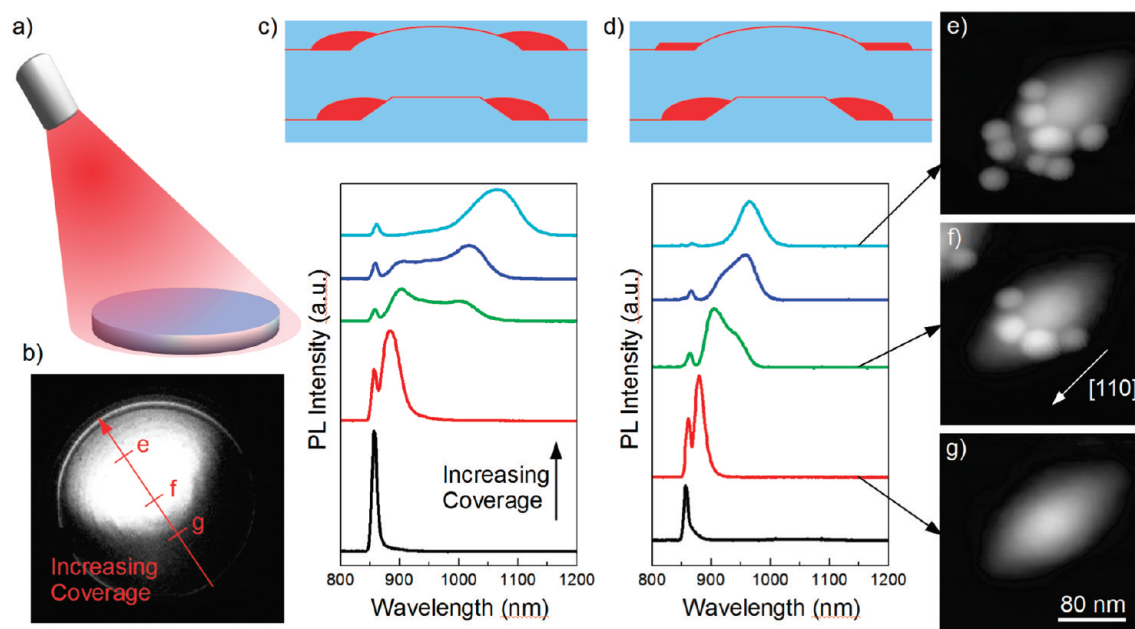 a)
b)
e
f
g
Increasing
Coverage
c)
PL Intensity (a.u.)
Increasing
Coverage
800 900 1000 1100 1200
Wavelength (nm)
d)
PL Intensity (a.u.)
800 900 1000 1100 1200
Wavelength (nm)
e)
f)
[110]
g)
80 nm